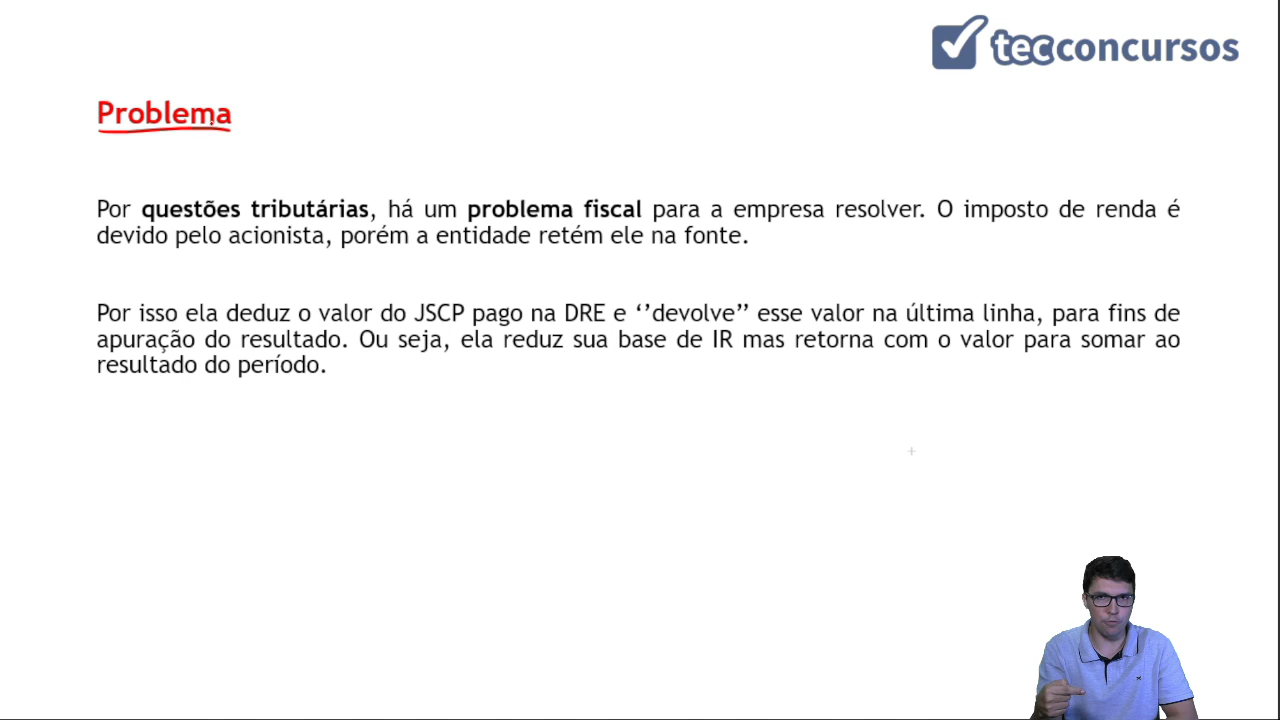 tecconcursos
Problema
Por questões tributárias, há um problema fiscal para a empresa resolver. O imposto de renda é
devido pelo acionista, porém a entidade retém ele na fonte.
Por isso ela deduz o valor do JSCP pago na DRE e ‘’devolve’’ esse valor na última linha, para fins de
apuração do resultado. Ou seja, ela reduz sua base de IR mas retorna com o valor para somar ao
resultado do período.